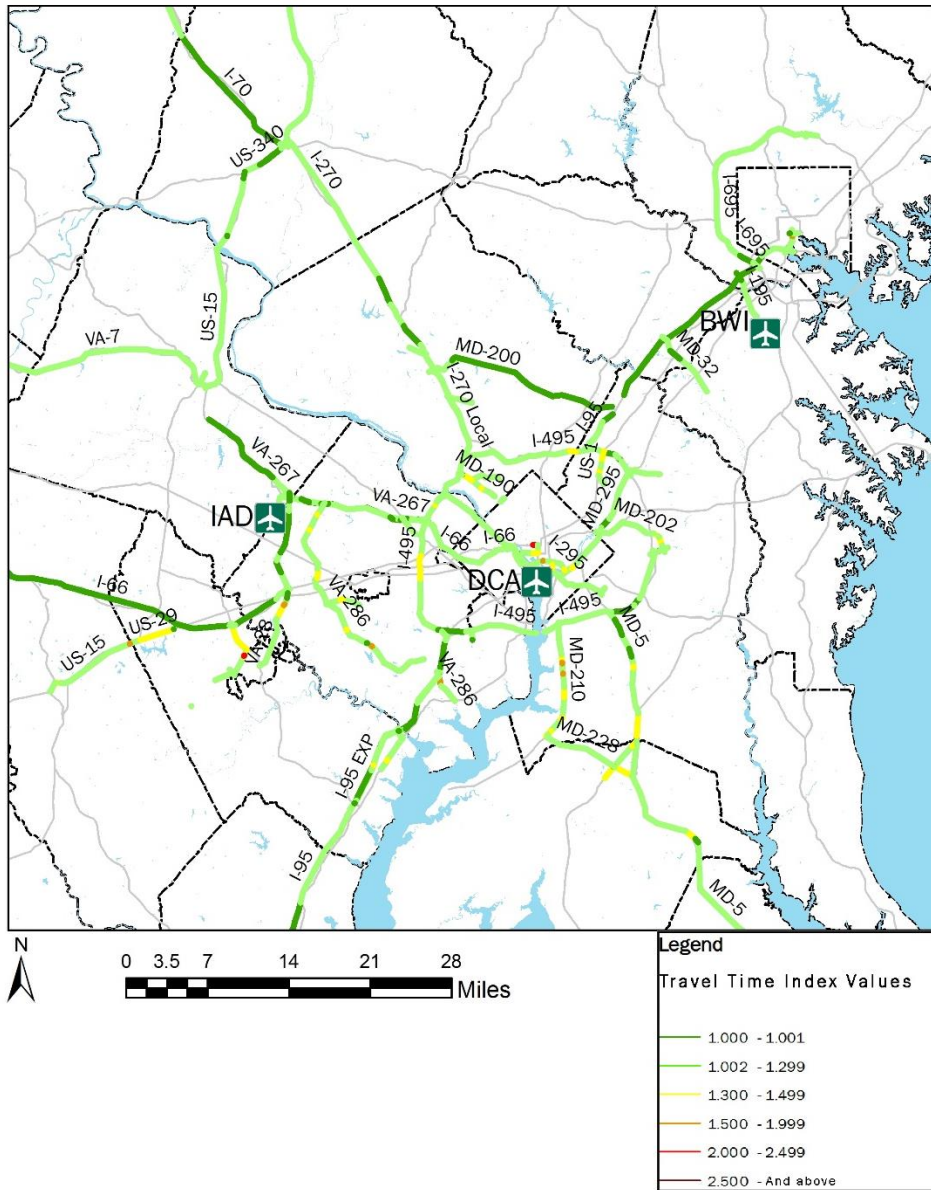 I-70
US-340
I-270
I-695
I-695
US-15
I-195
BWI
VA-7
MD-32
MD-200
I-270 Local
I-95
I-495
US-1
MD-190
MD-295
VA-267
VA-267
MD-202
IAD
I-66
I-66
I-295
I-495
DCA
I-66
VA-286
I-495
US-29
I-495
MD-5
US-15
VA-286
MD-210
MD-228
I-95 EXP
I-95
MD-5
N
0 3.5 7 14 21 28
Miles
Legend
Travel Time Index Values
1.000 - 1.001
1.002 - 1.299
1.300 - 1.499
1.500 - 1.999
2.000 - 2.499
2.500 - And above